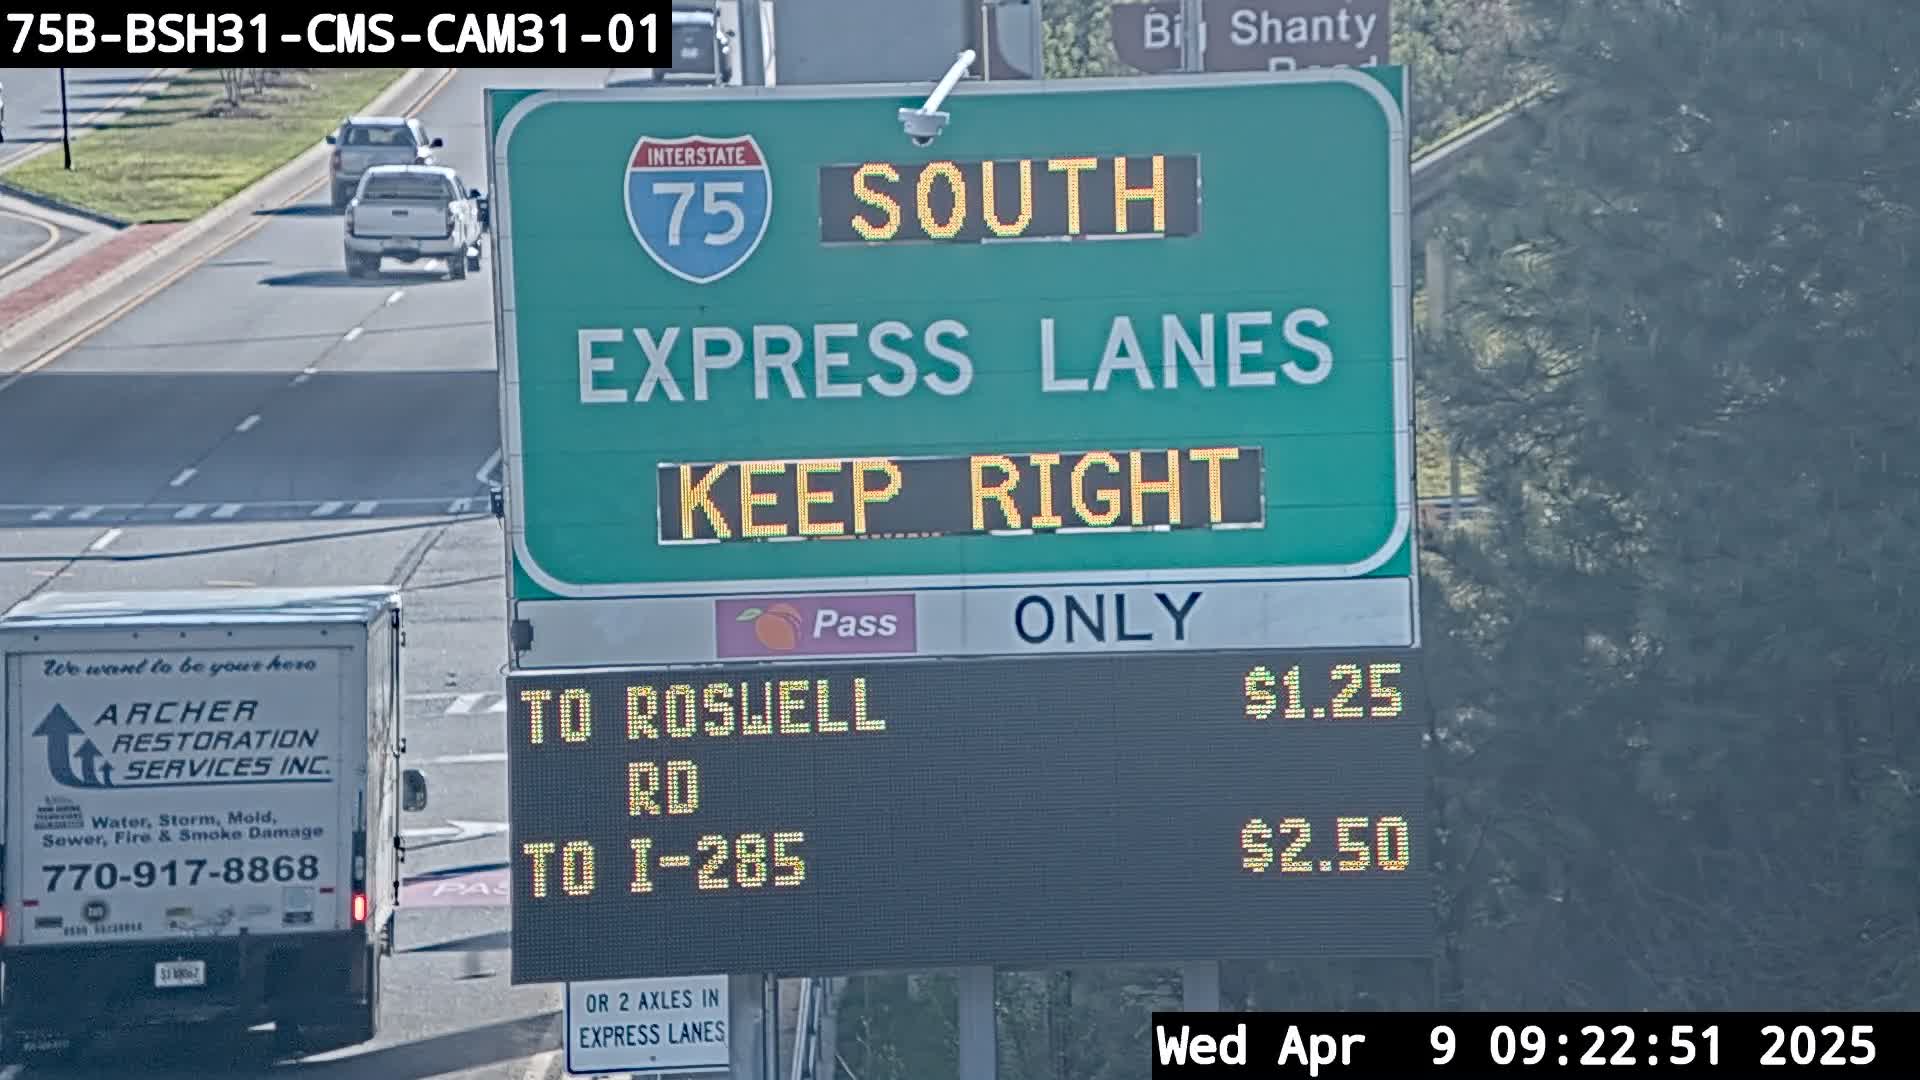 75B-BSH31-CMS-CAM31-01
Big Shanty
Road
INTERSTATE
75
SOUTH
EXPRESS LANES
KEEP RIGHT
Pass
ONLY
TO ROSWELL $1.25
RD
TO I-285 $2.50
OR 2 AXLES IN
EXPRESS LANES
We want to be your hero
ARCHER
RESTORATION
SERVICES INC.
Water, Storm, Mold,
Sewer, Fire & Smoke Damage
770-917-8868
Wed Apr 9 09:22:51 2025